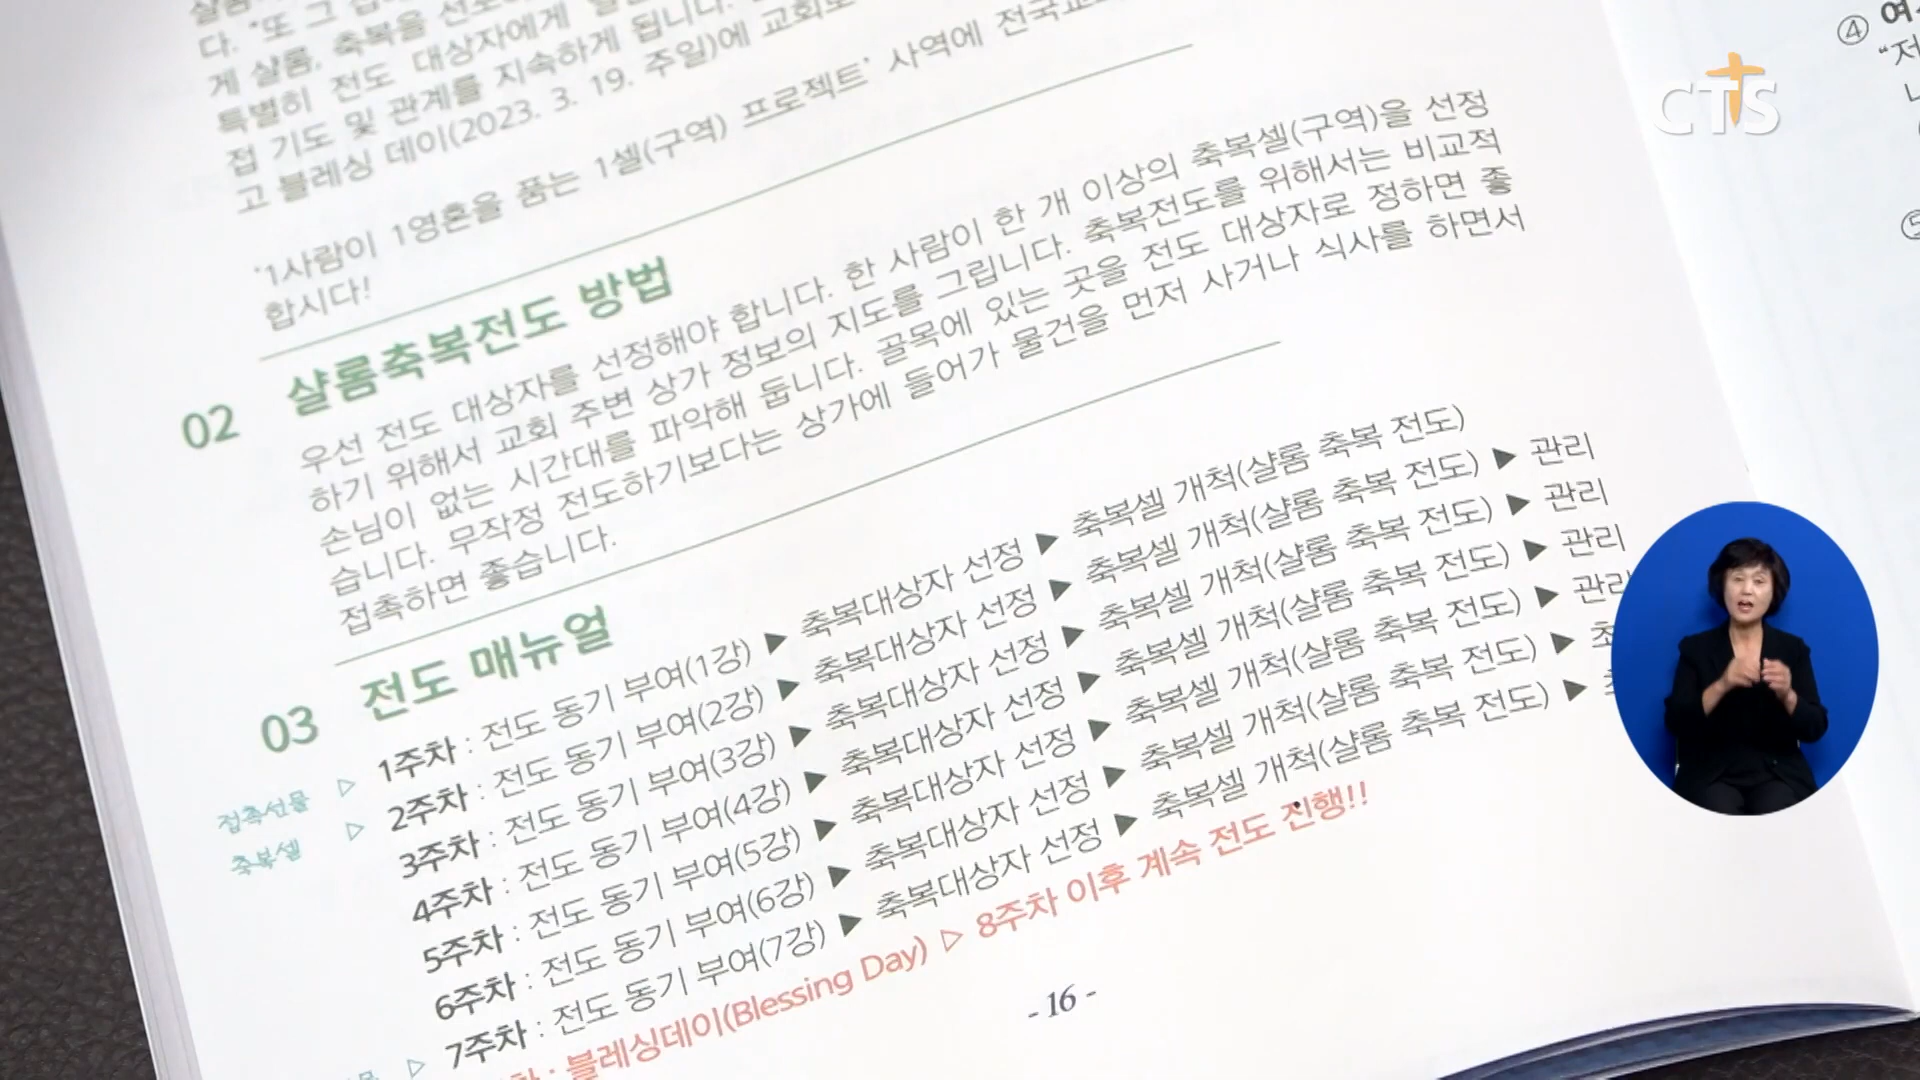 다. "또 그
게 샬롬, 축복을
특별히 전도 대상자에게
접 기도 및 관계를 지속하게 됩니다.
고 블레싱 데이(2023. 3. 19. 주일)에 교회로
'1사람이 1영혼을 품는 1셀(구역) 프로젝트' 사역에 전국교
합시다!
02 샬롬축복전도 방법
우선 전도 대상자를 선정해야 합니다. 한 사람이 한 개 이상의 축복셀(구역)을 선정
하기 위해서 교회 주변 상가 정보의 지도를 그립니다. 축복전도를 위해서는 비교적
손님이 없는 시간대를 파악해 둡니다. 골목에 있는 곳을 전도 대상자로 정하면 좋
습니다. 무작정 전도하기보다는 상가에 들어가 물건을 먼저 사거나 식사를 하면서
접촉하면 좋습니다.
03 전도 매뉴얼
1주차 : 전도 동기 부여(1강) ▶ 축복대상자 선정 ▶ 축복셀 개척(샬롬 축복 전도)
접촉선물 ▷ 2주차 : 전도 동기 부여(2강) ▶ 축복대상자 선정 ▶ 축복셀 개척(샬롬 축복 전도) ▶ 관리
축복셀 ▷ 3주차 : 전도 동기 부여(3강) ▶ 축복대상자 선정 ▶ 축복셀 개척(샬롬 축복 전도) ▶ 관리
4주차 : 전도 동기 부여(4강) ▶ 축복대상자 선정 ▶ 축복셀 개척(샬롬 축복 전도) ▶ 관리
5주차 : 전도 동기 부여(5강) ▶ 축복대상자 선정 ▶ 축복셀 개척(샬롬 축복 전도) ▶ 관리
6주차 : 전도 동기 부여(6강) ▶ 축복대상자 선정 ▶ 축복셀 개척(샬롬 축복 전도) ▶
▷ 7주차 : 전도 동기 부여(7강) ▶ 축복대상자 선정 ▶ 축복셀 개척(샬롬 축복 전도) ▶
: 블레싱데이(Blessing Day) ▷ 8주차 이후 계속 전도 진행!!
- 16 -
④ 여
"저
⑤
CTS